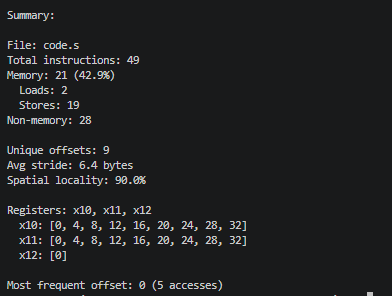 Summary:
File: code.s
Total instructions: 49
Memory: 21 (42.9%)
Loads: 2
Stores: 19
Non-memory: 28
Unique offsets: 9
Avg stride: 6.4 bytes
Spatial locality: 90.0%
Registers: x10, x11, x12
x10: [0, 4, 8, 12, 16, 20, 24, 28, 32]
x11: [0, 4, 8, 12, 16, 20, 24, 28, 32]
x12: [0]
Most frequent offset: 0 (5 accesses)